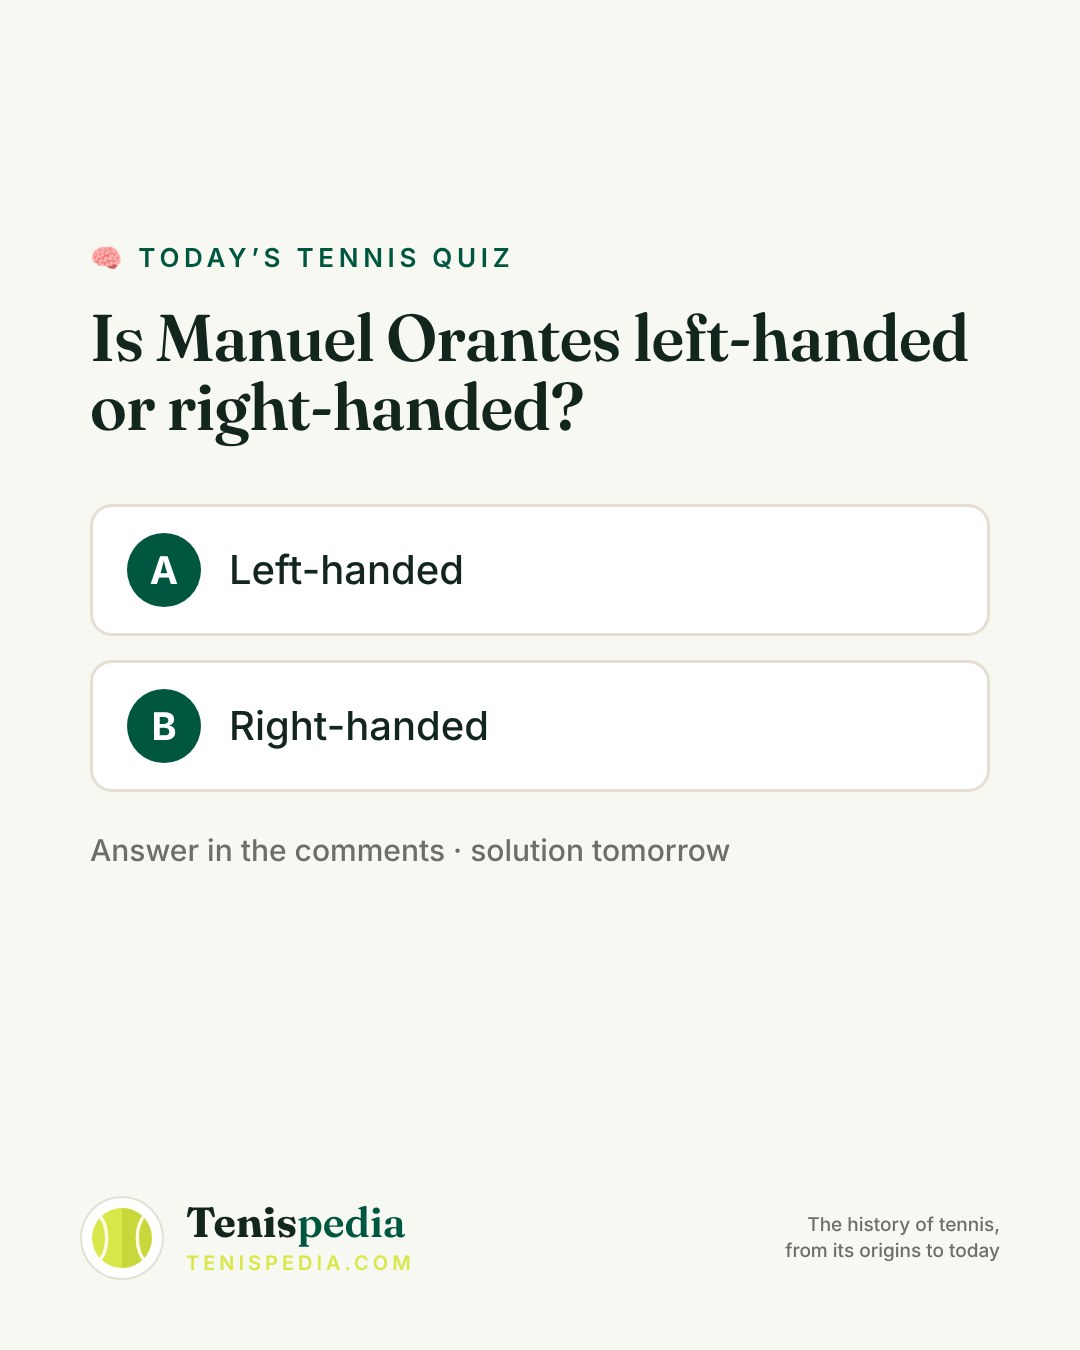 🧠 TODAY’S TENNIS QUIZ
Is Manuel Orantes left-handed
or right-handed?
A Left-handed
B Right-handed
Answer in the comments · solution tomorrow
Tenispedia
TENISPEDIA.COM
The history of tennis,
from its origins to today